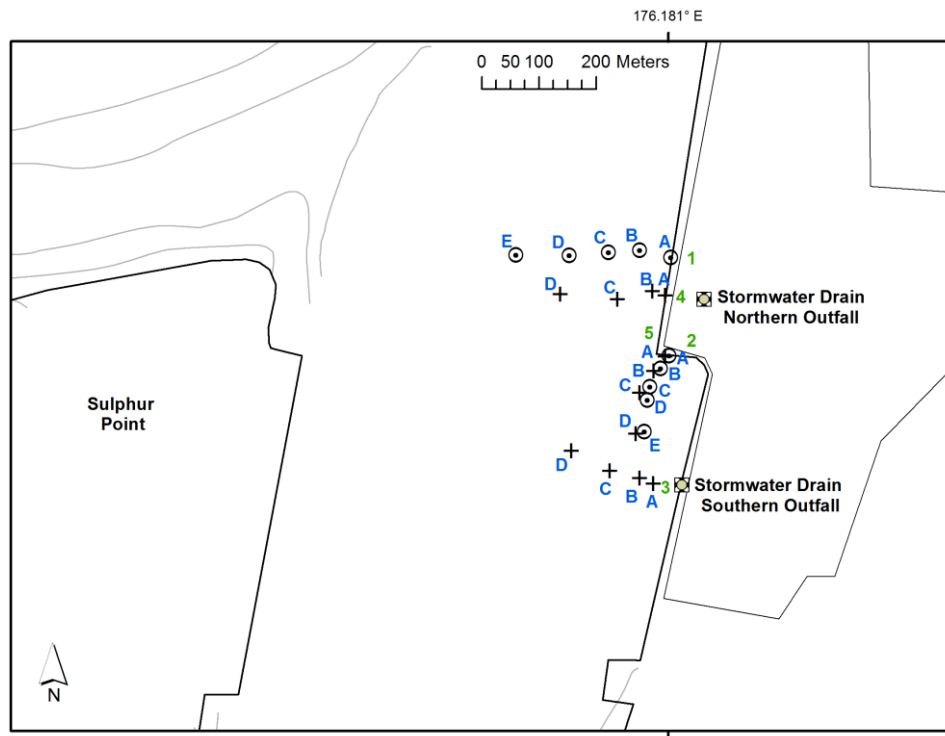 176.181° E
0 50 100 200 Meters
E D C B A
1
D C B A
4
Stormwater Drain
Northern Outfall
5 2
A A
B B
C C
D
Sulphur
Point
D E
D
C B A
3
Stormwater Drain
Southern Outfall
N